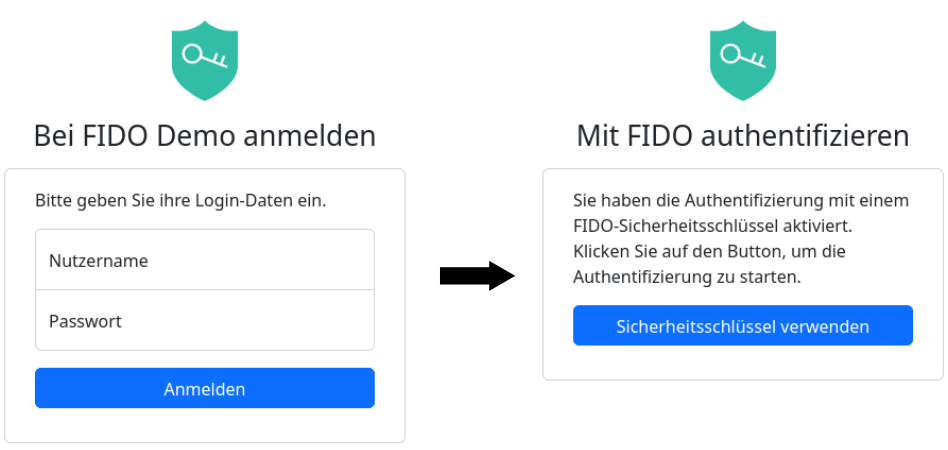 Bei FIDO Demo anmelden
Bitte geben Sie ihre Login-Daten ein.
Nutzername
Passwort
Anmelden
Mit FIDO authentifizieren
Sie haben die Authentifizierung mit einem
FIDO-Sicherheitsschlüssel aktiviert.
Klicken Sie auf den Button, um die
Authentifizierung zu starten.
Sicherheitsschlüssel verwenden